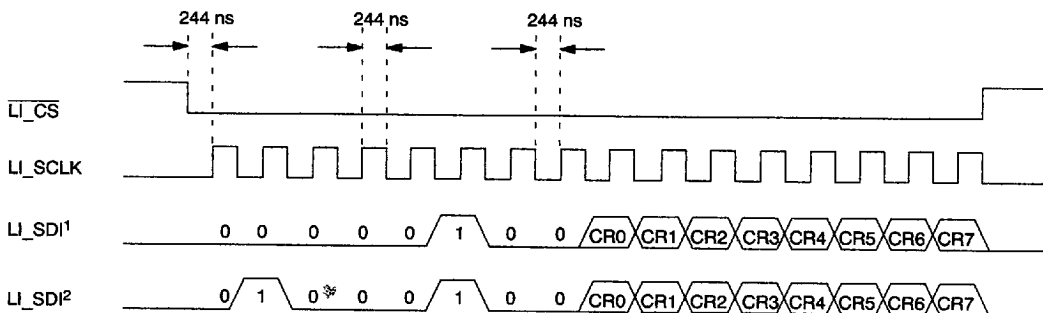 244 ns 244 ns 244 ns
LI_CS
LI_SCLK
LI_SDI¹ 0 0 0 0 0 1 0 0 CR0 CR1 CR2 CR3 CR4 CR5 CR6 CR7
LI_SDI² 0 1 0 0 0 1 0 0 CR0 CR1 CR2 CR3 CR4 CR5 CR6 CR7